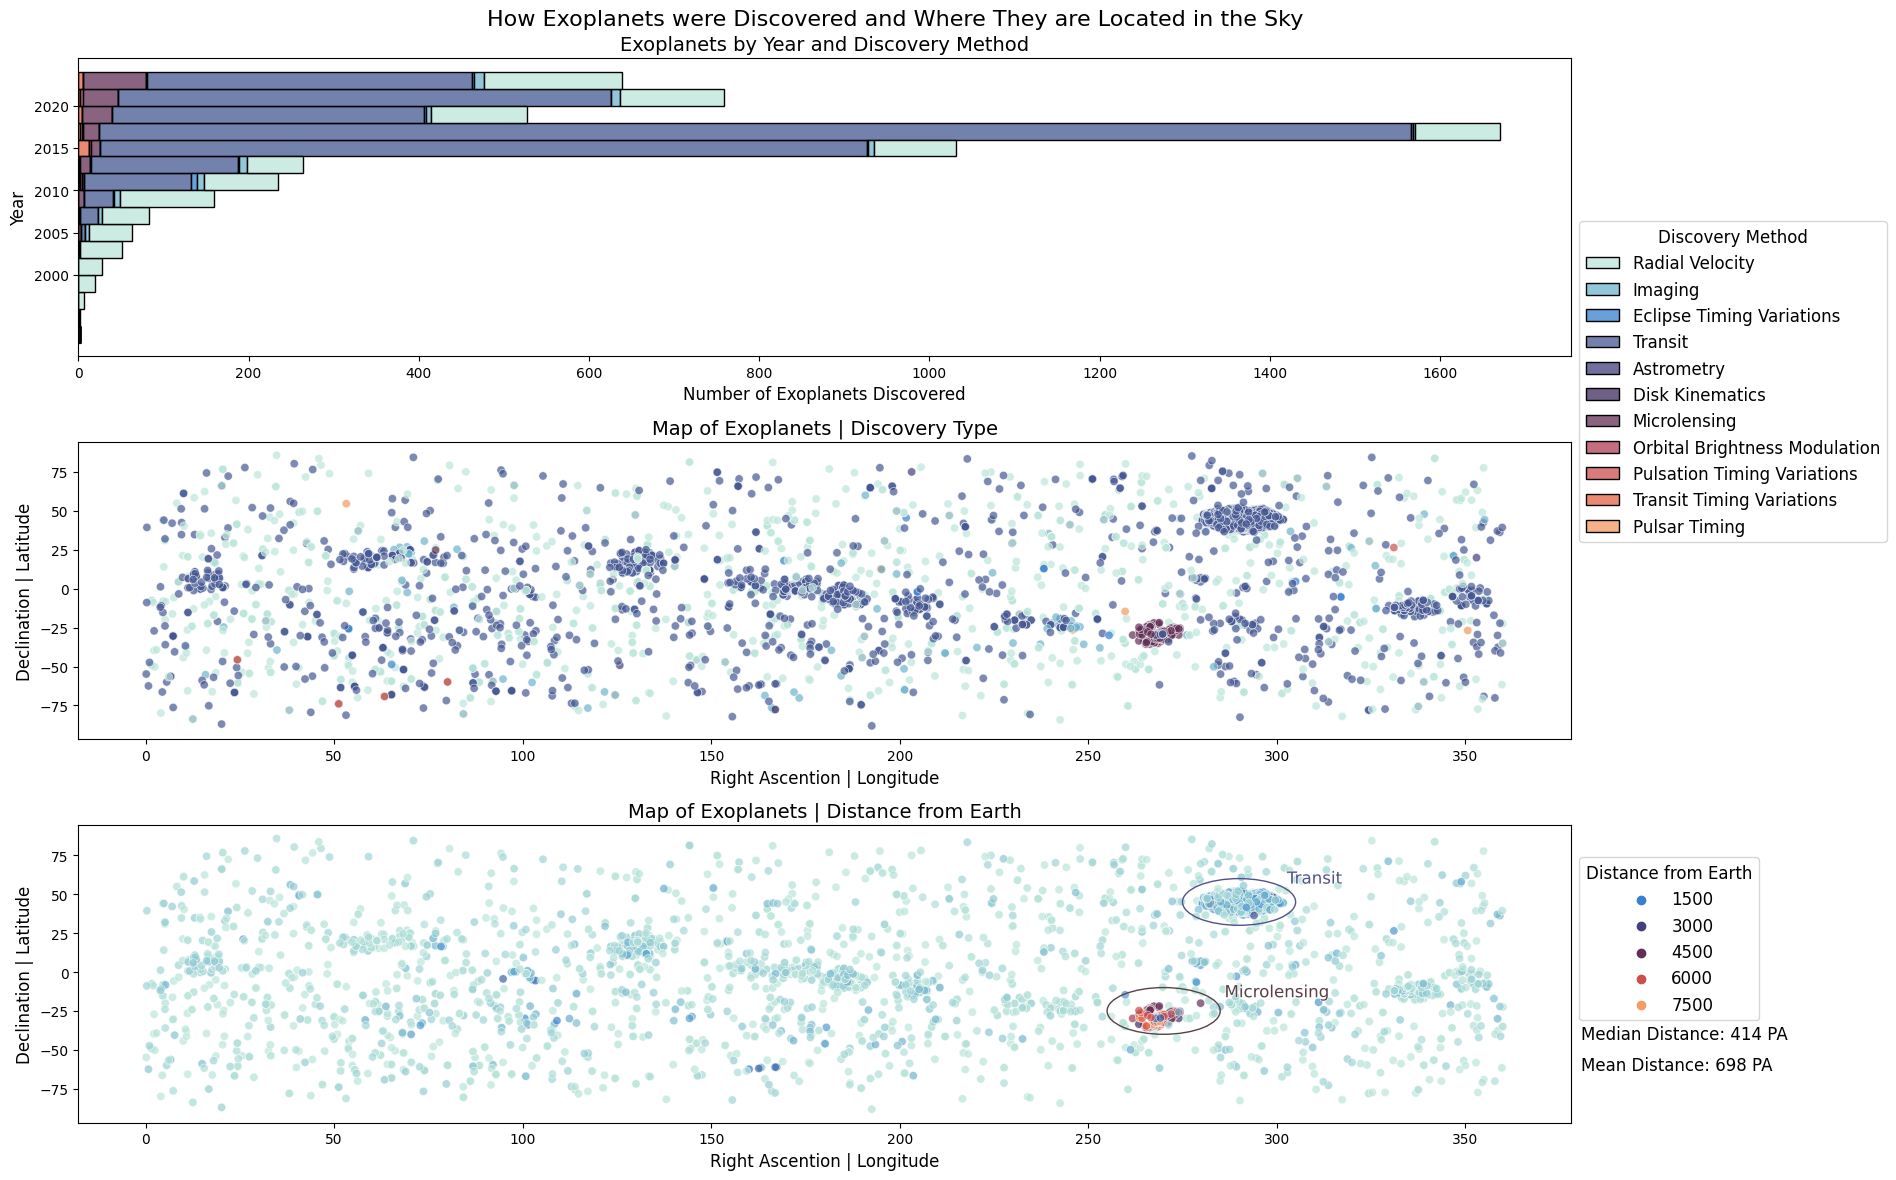 How Exoplanets were Discovered and Where They are Located in the Sky
Exoplanets by Year and Discovery Method
Year
2020
2015
2010
2005
2000
0 200 400 600 800 1000 1200 1400 1600
Number of Exoplanets Discovered
Discovery Method
Radial Velocity
Imaging
Eclipse Timing Variations
Transit
Astrometry
Disk Kinematics
Microlensing
Orbital Brightness Modulation
Pulsation Timing Variations
Transit Timing Variations
Pulsar Timing
Map of Exoplanets | Discovery Type
Declination | Latitude
75
50
25
0
−25
−50
−75
0 50 100 150 200 250 300 350
Right Ascention | Longitude
Map of Exoplanets | Distance from Earth
Declination | Latitude
75
50
25
0
−25
−50
−75
Transit
Microlensing
0 50 100 150 200 250 300 350
Right Ascention | Longitude
Distance from Earth
1500
3000
4500
6000
7500
Median Distance: 414 PA
Mean Distance: 698 PA